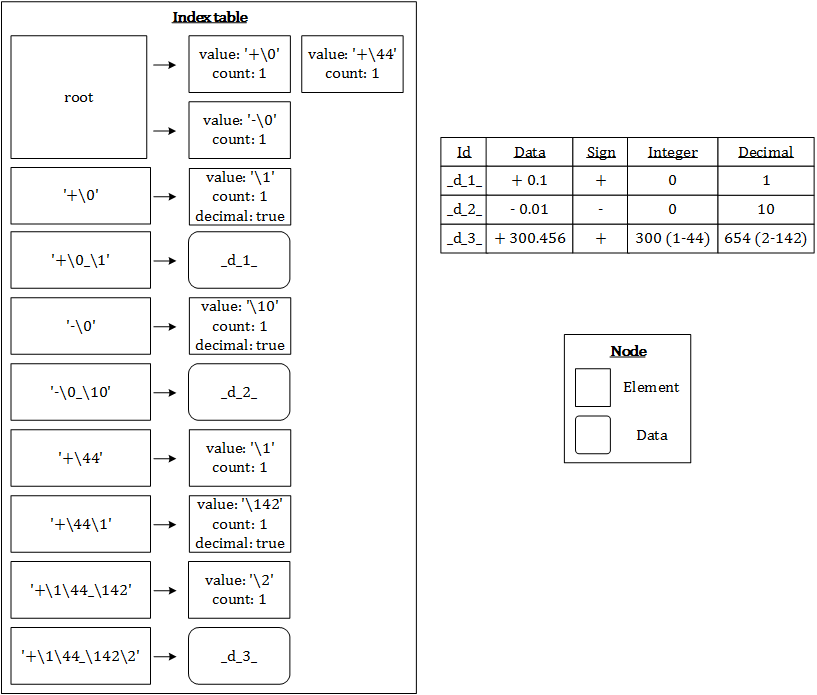 Index table
root
value: '+\0'
count: 1
value: '+\44'
count: 1
value: '-\0'
count: 1
'+\0'
value: '\1'
count: 1
decimal: true
'+\0_\1'
_d_1_
'-\0'
value: '\10'
count: 1
decimal: true
'-\0_\10'
_d_2_
'+\44'
value: '\1'
count: 1
'+\44\1'
value: '\142'
count: 1
decimal: true
'+\1\44_\142'
value: '\2'
count: 1
'+\1\44_\142\2'
_d_3_
Id Data Sign Integer Decimal
_d_1_ + 0.1 + 0 1
_d_2_ - 0.01 - 0 10
_d_3_ + 300.456 + 300 (1-44) 654 (2-142)
Node
Element
Data